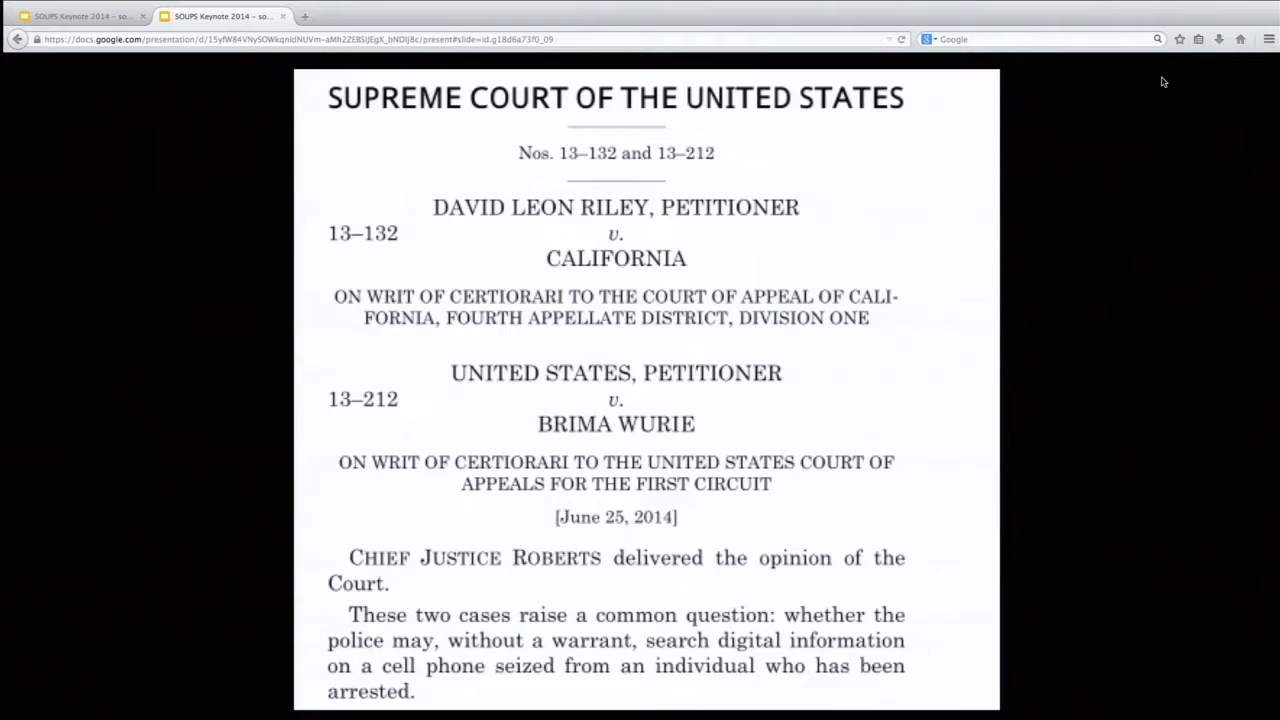 SOUPS Keynote 2014 – so...
SOUPS Keynote 2014 – so...
Google
SUPREME COURT OF THE UNITED STATES
Nos. 13–132 and 13–212
DAVID LEON RILEY, PETITIONER
13–132
v.
CALIFORNIA
ON WRIT OF CERTIORARI TO THE COURT OF APPEAL OF CALI-
FORNIA, FOURTH APPELLATE DISTRICT, DIVISION ONE
UNITED STATES, PETITIONER
13–212
v.
BRIMA WURIE
ON WRIT OF CERTIORARI TO THE UNITED STATES COURT OF
APPEALS FOR THE FIRST CIRCUIT
[June 25, 2014]
CHIEF JUSTICE ROBERTS delivered the opinion of the
Court.
These two cases raise a common question: whether the
police may, without a warrant, search digital information
on a cell phone seized from an individual who has been
arrested.